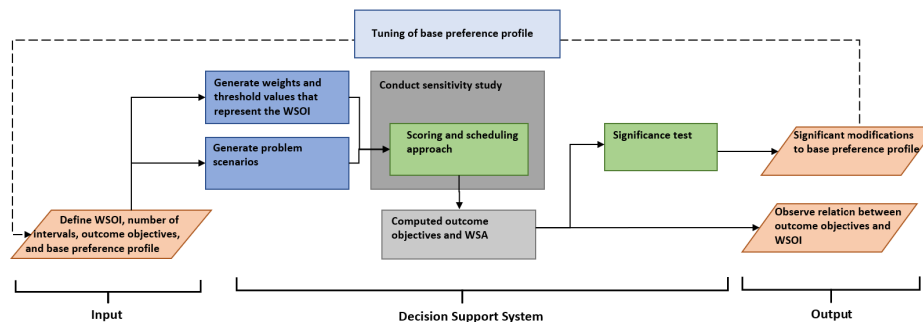 Tuning of base preference profile
Generate weights and
threshold values that
represent the WSOI
Conduct sensitivity study
Generate problem
scenarios
Scoring and scheduling
approach
Significance test
Significant modifications
to base preference profile
Define WSOI, number of
intervals, outcome objectives,
and base preference profile
Computed outcome
objectives and WSA
Observe relation between
outcome objectives and
WSOI
Input
Decision Support System
Output